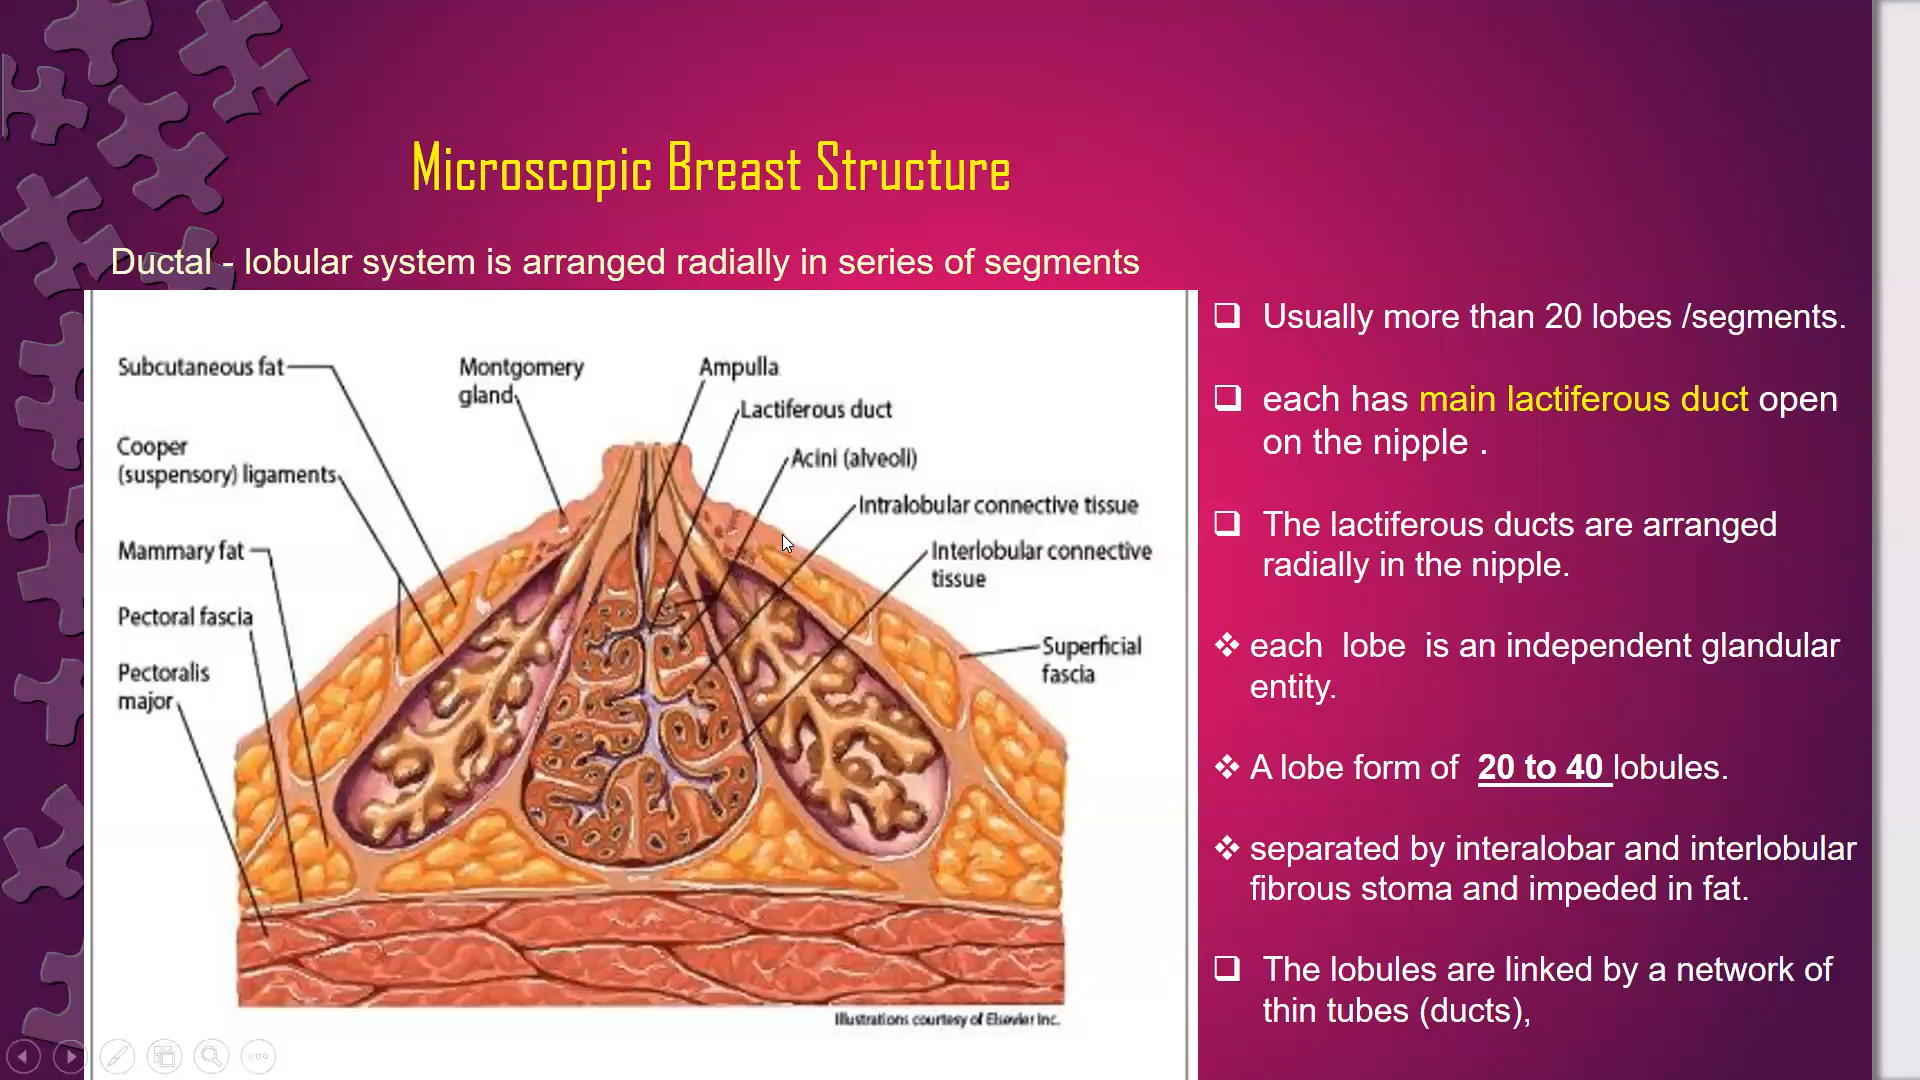 Microscopic Breast Structure
Ductal - lobular system is arranged radially in series of segments
Subcutaneous fat
Montgomery
gland
Ampulla
Lactiferous duct
Cooper
(suspensory) ligaments
Acini (alveoli)
Intralobular connective tissue
Mammary fat
Interlobular connective
tissue
Pectoral fascia
Superficial
fascia
Pectoralis
major
Illustrations courtesy of Elsevier Inc.
Usually more than 20 lobes /segments.
each has main lactiferous duct open
on the nipple .
The lactiferous ducts are arranged
radially in the nipple.
each lobe is an independent glandular
entity.
A lobe form of 20 to 40 lobules.
separated by interalobar and interlobular
fibrous stoma and impeded in fat.
The lobules are linked by a network of
thin tubes (ducts),